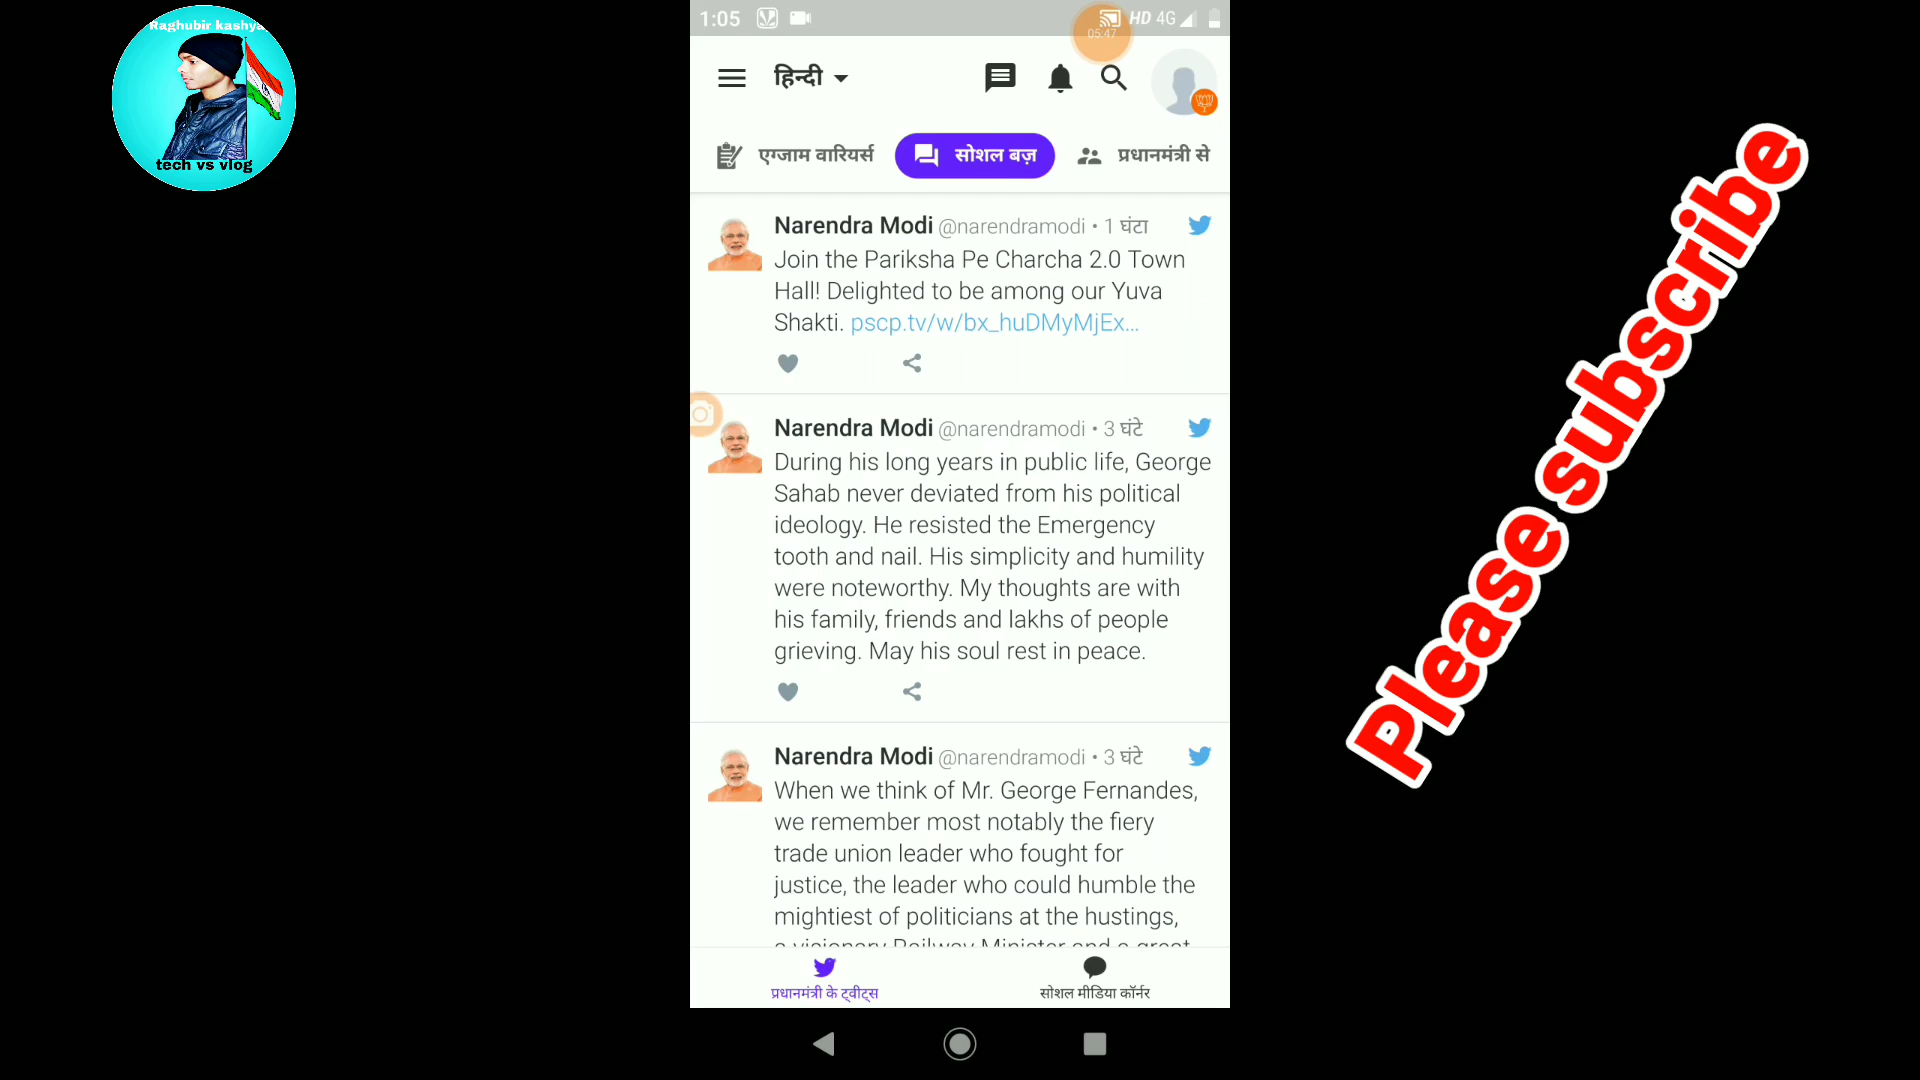 Raghubir kashya
tech vs vlog
1:05
05:47
HD 4G
हिन्दी
एग्जाम वारियर्स
सोशल बज़
प्रधानमंत्री से
Narendra Modi @narendramodi • 1 घंटा
Join the Pariksha Pe Charcha 2.0 Town
Hall! Delighted to be among our Yuva
Shakti. pscp.tv/w/bx_huDMyMjEx…
Narendra Modi @narendramodi • 3 घंटे
During his long years in public life, George
Sahab never deviated from his political
ideology. He resisted the Emergency
tooth and nail. His simplicity and humility
were noteworthy. My thoughts are with
his family, friends and lakhs of people
grieving. May his soul rest in peace.
Narendra Modi @narendramodi • 3 घंटे
When we think of Mr. George Fernandes,
we remember most notably the fiery
trade union leader who fought for
justice, the leader who could humble the
mightiest of politicians at the hustings,
a visionary Railway Minister and a great
प्रधानमंत्री के ट्वीट्स
सोशल मीडिया कॉर्नर
Please subscribe